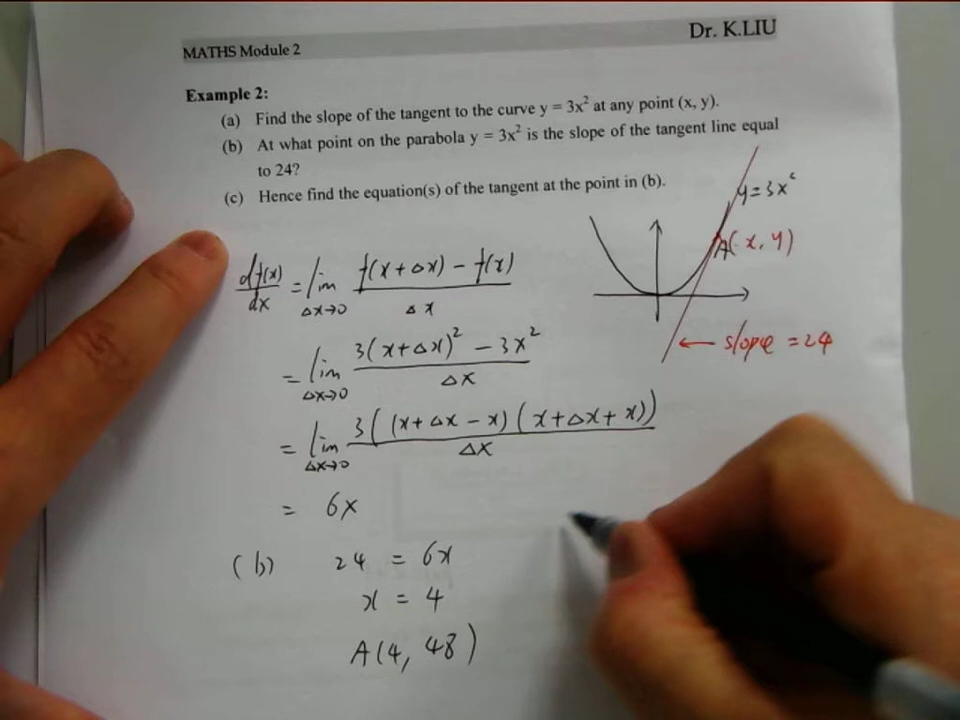 MATHS Module 2
Dr. K.LIU
Example 2:
(a) Find the slope of the tangent to the curve y = 3x² at any point (x, y).
(b) At what point on the parabola y = 3x² is the slope of the tangent line equal
to 24?
(c) Hence find the equation(s) of the tangent at the point in (b).
y=3x²
A(x, y)
← slope = 24
df(x)/dx = lim Δx→0 (f(x+Δx) - f(x))/Δx
= lim Δx→0 (3(x+Δx)² - 3x²)/Δx
= lim Δx→0 3((x+Δx-x)(x+Δx+x))/Δx
= 6x
(b) 24 = 6x
x = 4
A(4, 48)